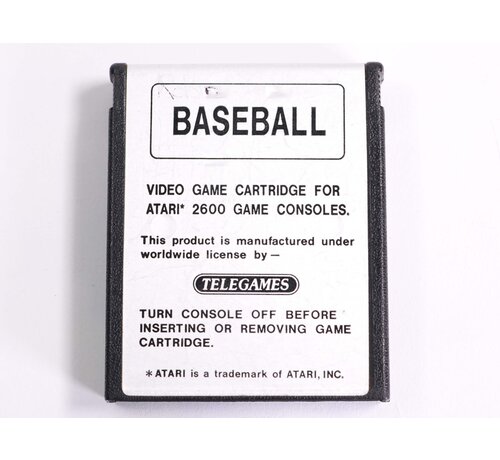 BASEBALL
VIDEO GAME CARTRIDGE FOR
ATARI* 2600 GAME CONSOLES.
This product is manufactured under
worldwide license by —
TELEGAMES
TURN CONSOLE OFF BEFORE
INSERTING OR REMOVING GAME
CARTRIDGE.
* ATARI is a trademark of ATARI, INC.